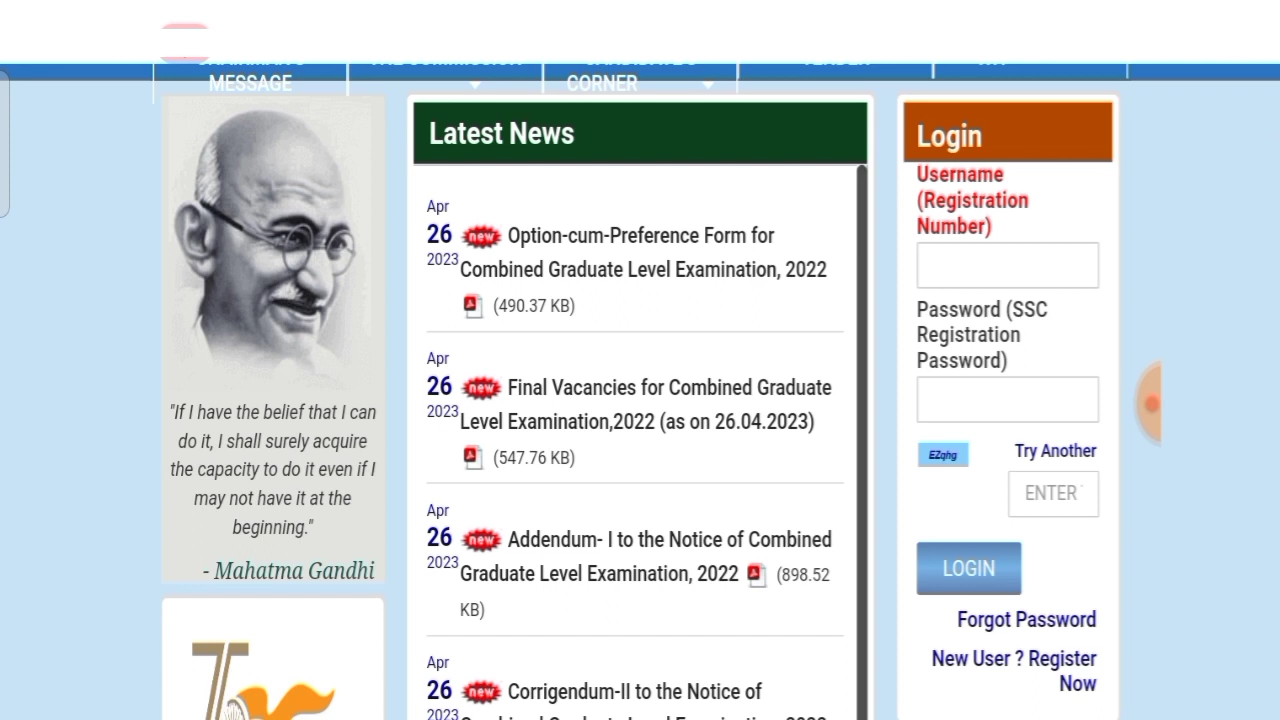 MESSAGE
CORNER
"If I have the belief that I can
do it, I shall surely acquire
the capacity to do it even if I
may not have it at the
beginning."
- Mahatma Gandhi
Latest News
Apr
26
2023
new Option-cum-Preference Form for
Combined Graduate Level Examination, 2022
(490.37 KB)
Apr
26
2023
new Final Vacancies for Combined Graduate
Level Examination,2022 (as on 26.04.2023)
(547.76 KB)
Apr
26
2023
new Addendum- I to the Notice of Combined
Graduate Level Examination, 2022 (898.52
KB)
Apr
26
2023
new Corrigendum-II to the Notice of
Login
Username
(Registration
Number)
Password (SSC
Registration
Password)
EZqhg
Try Another
ENTER
LOGIN
Forgot Password
New User ? Register
Now